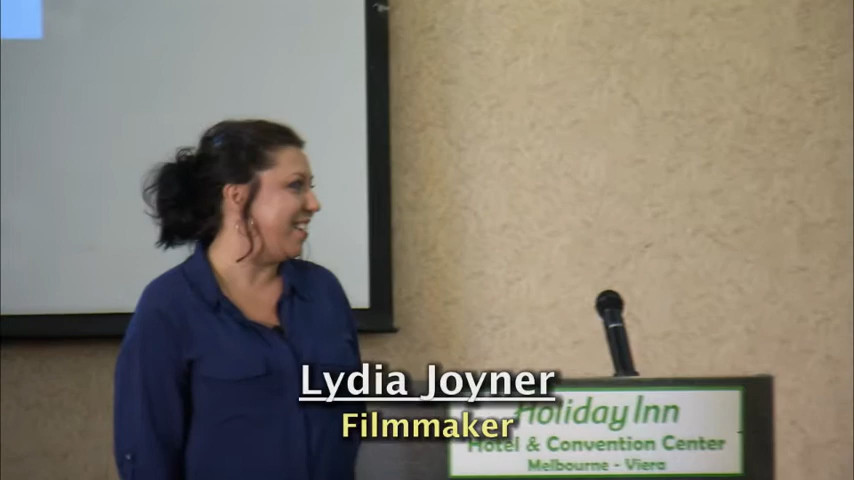 Lydia Joyner
Filmmaker
Holiday Inn
Hotel & Convention Center
Melbourne - Viera